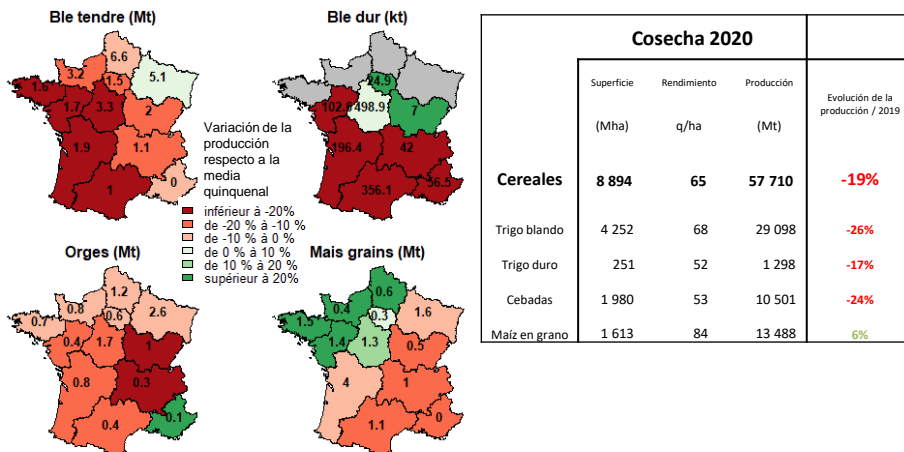 Ble tendre (Mt)
6.6
3.2
1.5
5.1
1.6
1.7
3.3
2
1.9
1.1
1
0
Ble dur (kt)
24.9
102.6
498.9
7
196.4
42
356.1
56.5
Variación de la
producción
respecto a la
media
quinquenal
inférieur à -20%
de -20 % à -10 %
de -10 % à 0 %
de 0 % à 10 %
de 10 % à 20 %
supérieur à 20%
Orges (Mt)
1.2
0.8
0.6
2.6
0.7
0.4
1.7
1
0.8
0.3
0.4
0.1
Mais grains (Mt)
0.6
0.4
0.3
1.6
1.5
1.4
1.3
0.5
4
1
1.1
0
Cosecha 2020
Superficie Rendimiento Producción
(Mha) q/ha (Mt)
Evolución de la
producción / 2019
Cereales 8 894 65 57 710 -19%
Trigo blando 4 252 68 29 098 -26%
Trigo duro 251 52 1 298 -17%
Cebadas 1 980 53 10 501 -24%
Maíz en grano 1 613 84 13 488 6%